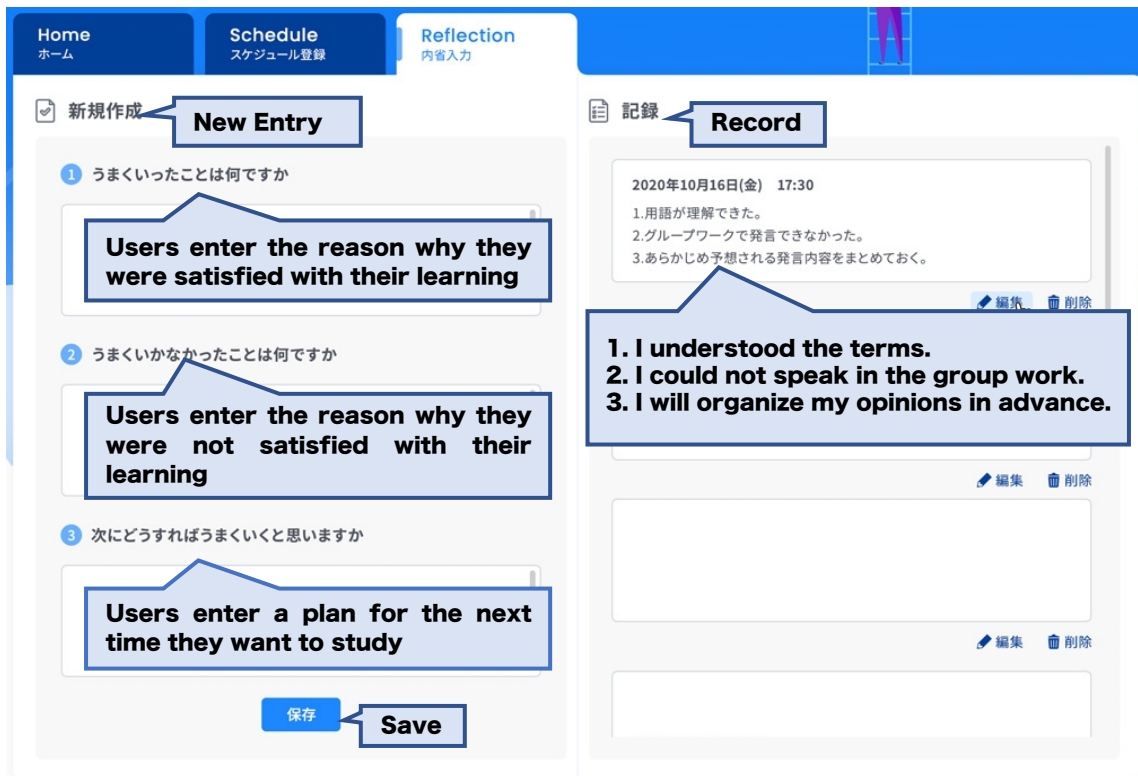 Home
ホーム
Schedule
スケジュール登録
Reflection
内省入力
新規作成
New Entry
1 うまくいったことは何ですか
Users enter the reason why they
were satisfied with their learning
2 うまくいかなかったことは何ですか
Users enter the reason why they
were not satisfied with their
learning
3 次にどうすればうまくいくと思いますか
Users enter a plan for the next
time they want to study
保存
Save
記録
Record
2020年10月16日(金) 17:30
1.用語が理解できた。
2.グループワークで発言できなかった。
3.あらかじめ予想される発言内容をまとめておく。
編集 削除
1. I understood the terms.
2. I could not speak in the group work.
3. I will organize my opinions in advance.
編集 削除
編集 削除